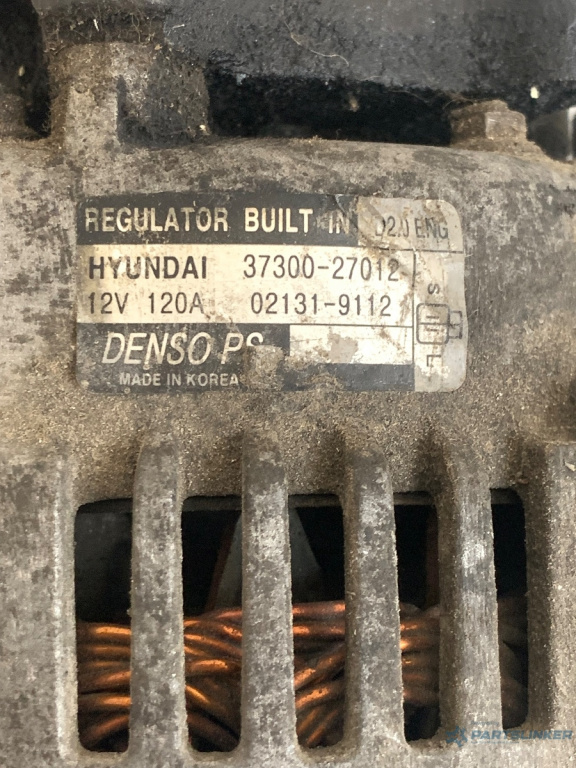 REGULATOR BUILT-IN D2.0 ENG
HYUNDAI 37300-27012
12V 120A 02131-9112
S
L
DENSO PS
MADE IN KOREA
PARTSLINKER